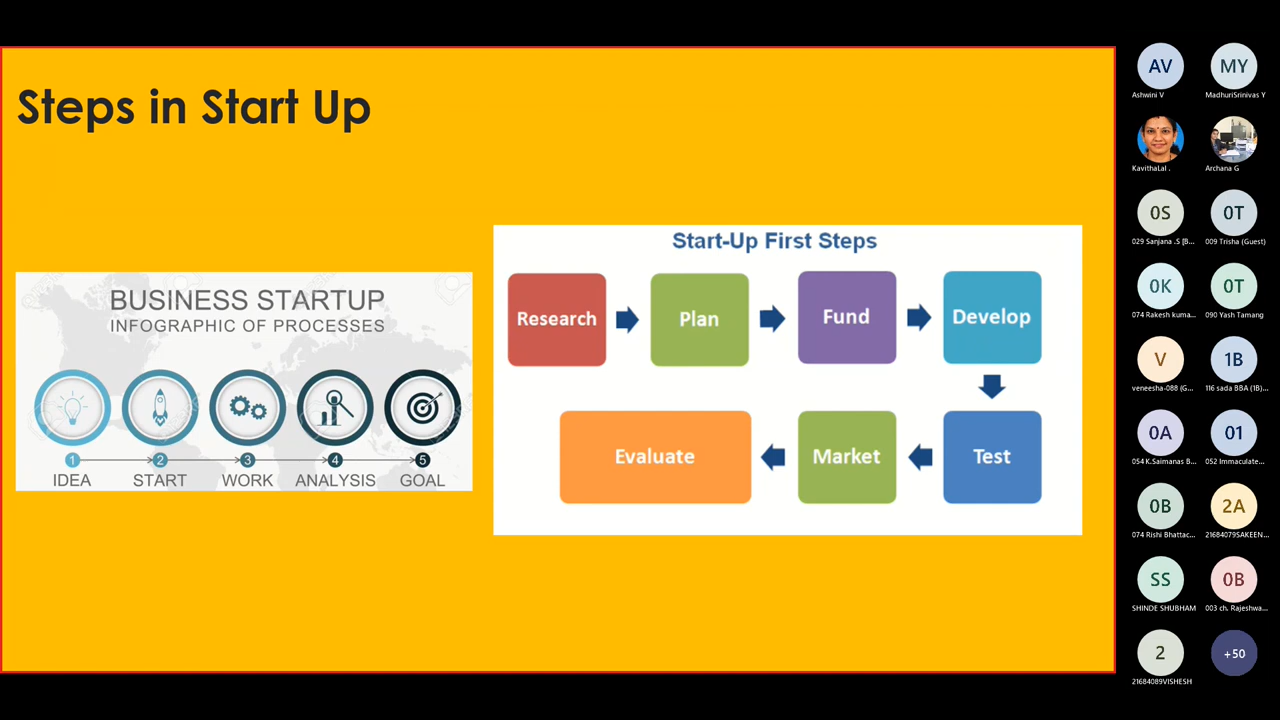 Steps in Start Up
BUSINESS STARTUP
INFOGRAPHIC OF PROCESSES
1 2 3 4 5
IDEA START WORK ANALYSIS GOAL
Start-Up First Steps
Research Plan Fund Develop
Evaluate Market Test
AV MY
Ashwini V MadhuriSrinivas Y
KavithaLal . Archana G
0S 0T
029 Sanjana .S [B... 009 Trisha (Guest)
0K 0T
074 Rakesh kuma... 090 Yash Tamang
V 1B
veneesha-088 (G... 116 sada BBA (1B)...
0A 01
054 K.Saimanas B... 052 Immaculate...
0B 2A
074 Rishi Bhattac... 21684079SAKEEN...
SS 0B
SHINDE SHUBHAM 003 ch. Rajeshwa...
2 +50
21684089VISHESH